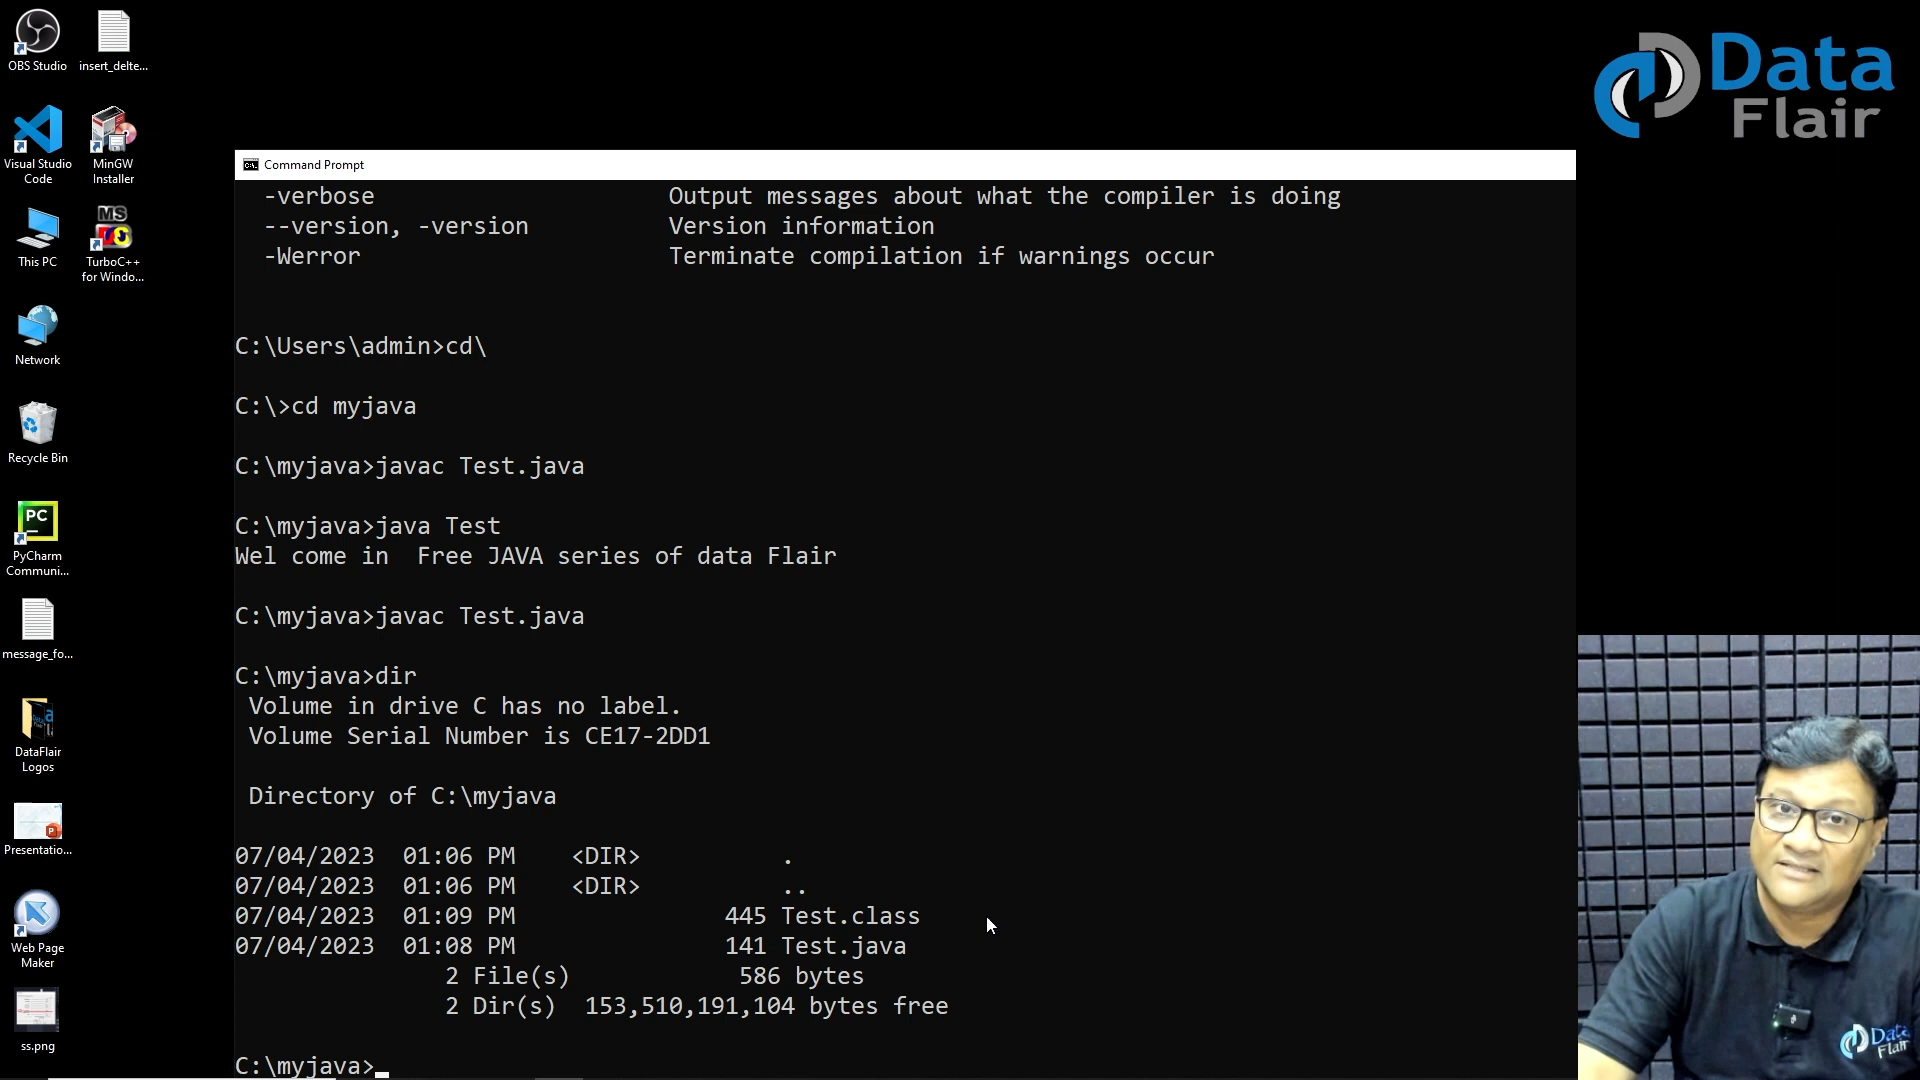 OBS Studio
insert_delte...
Visual Studio
Code
MinGW
Installer
This PC
MS
TurboC++
for Windo...
Network
Recycle Bin
PC
PyCharm
Communi...
message_fo...
DataFlair
Logos
P
Presentatio...
Web Page
Maker
ss.png
Data
Flair
Command Prompt
-verbose Output messages about what the compiler is doing
--version, -version Version information
-Werror Terminate compilation if warnings occur
C:\Users\admin>cd\
C:\>cd myjava
C:\myjava>javac Test.java
C:\myjava>java Test
Wel come in  Free JAVA series of data Flair
C:\myjava>javac Test.java
C:\myjava>dir
Volume in drive C has no label.
Volume Serial Number is CE17-2DD1
Directory of C:\myjava
07/04/2023  01:06 PM    <DIR>          .
07/04/2023  01:06 PM    <DIR>          ..
07/04/2023  01:09 PM               445 Test.class
07/04/2023  01:08 PM               141 Test.java
2 File(s)            586 bytes
2 Dir(s)  153,510,191,104 bytes free
C:\myjava>
Data
Flair